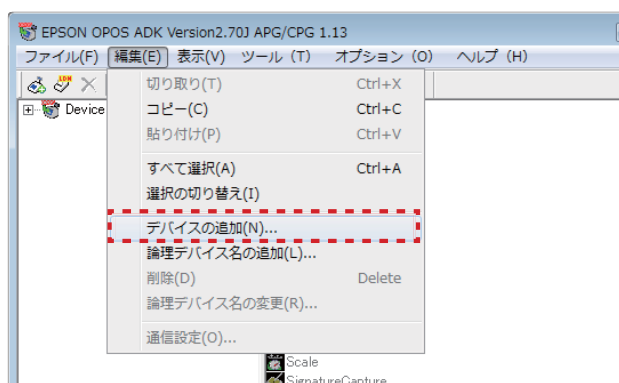 EPSON OPOS ADK Version2.70J APG/CPG 1.13
ファイル(F) 編集(E) 表示(V) ツール (T) オプション (O) ヘルプ (H)
切り取り(T) Ctrl+X
Device コピー(C) Ctrl+C
貼り付け(P) Ctrl+V
すべて選択(A) Ctrl+A
選択の切り替え(I)
デバイスの追加(N)...
論理デバイス名の追加(L)...
削除(D) Delete
論理デバイス名の変更(R)...
通信設定(O)...
Scale
SignatureCapture